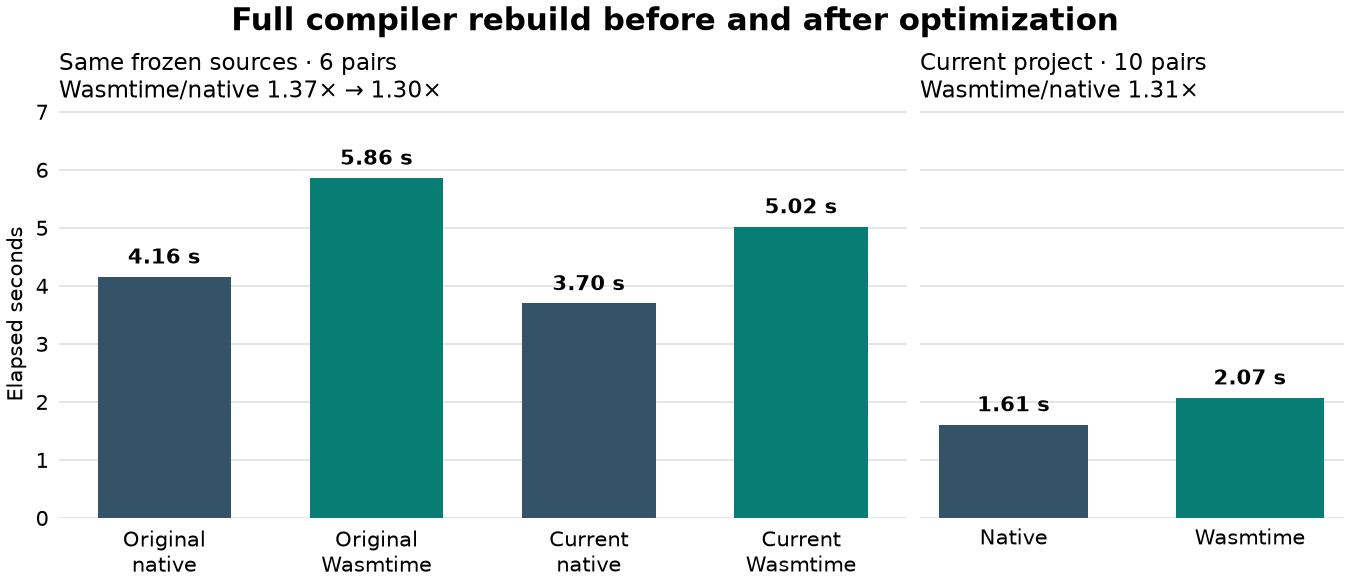 Full compiler rebuild before and after optimization
Same frozen sources · 6 pairs
Wasmtime/native 1.37× → 1.30×
Current project · 10 pairs
Wasmtime/native 1.31×
Elapsed seconds
7
6
5
4
3
2
1
0
4.16 s
5.86 s
3.70 s
5.02 s
1.61 s
2.07 s
Original
native
Original
Wasmtime
Current
native
Current
Wasmtime
Native
Wasmtime